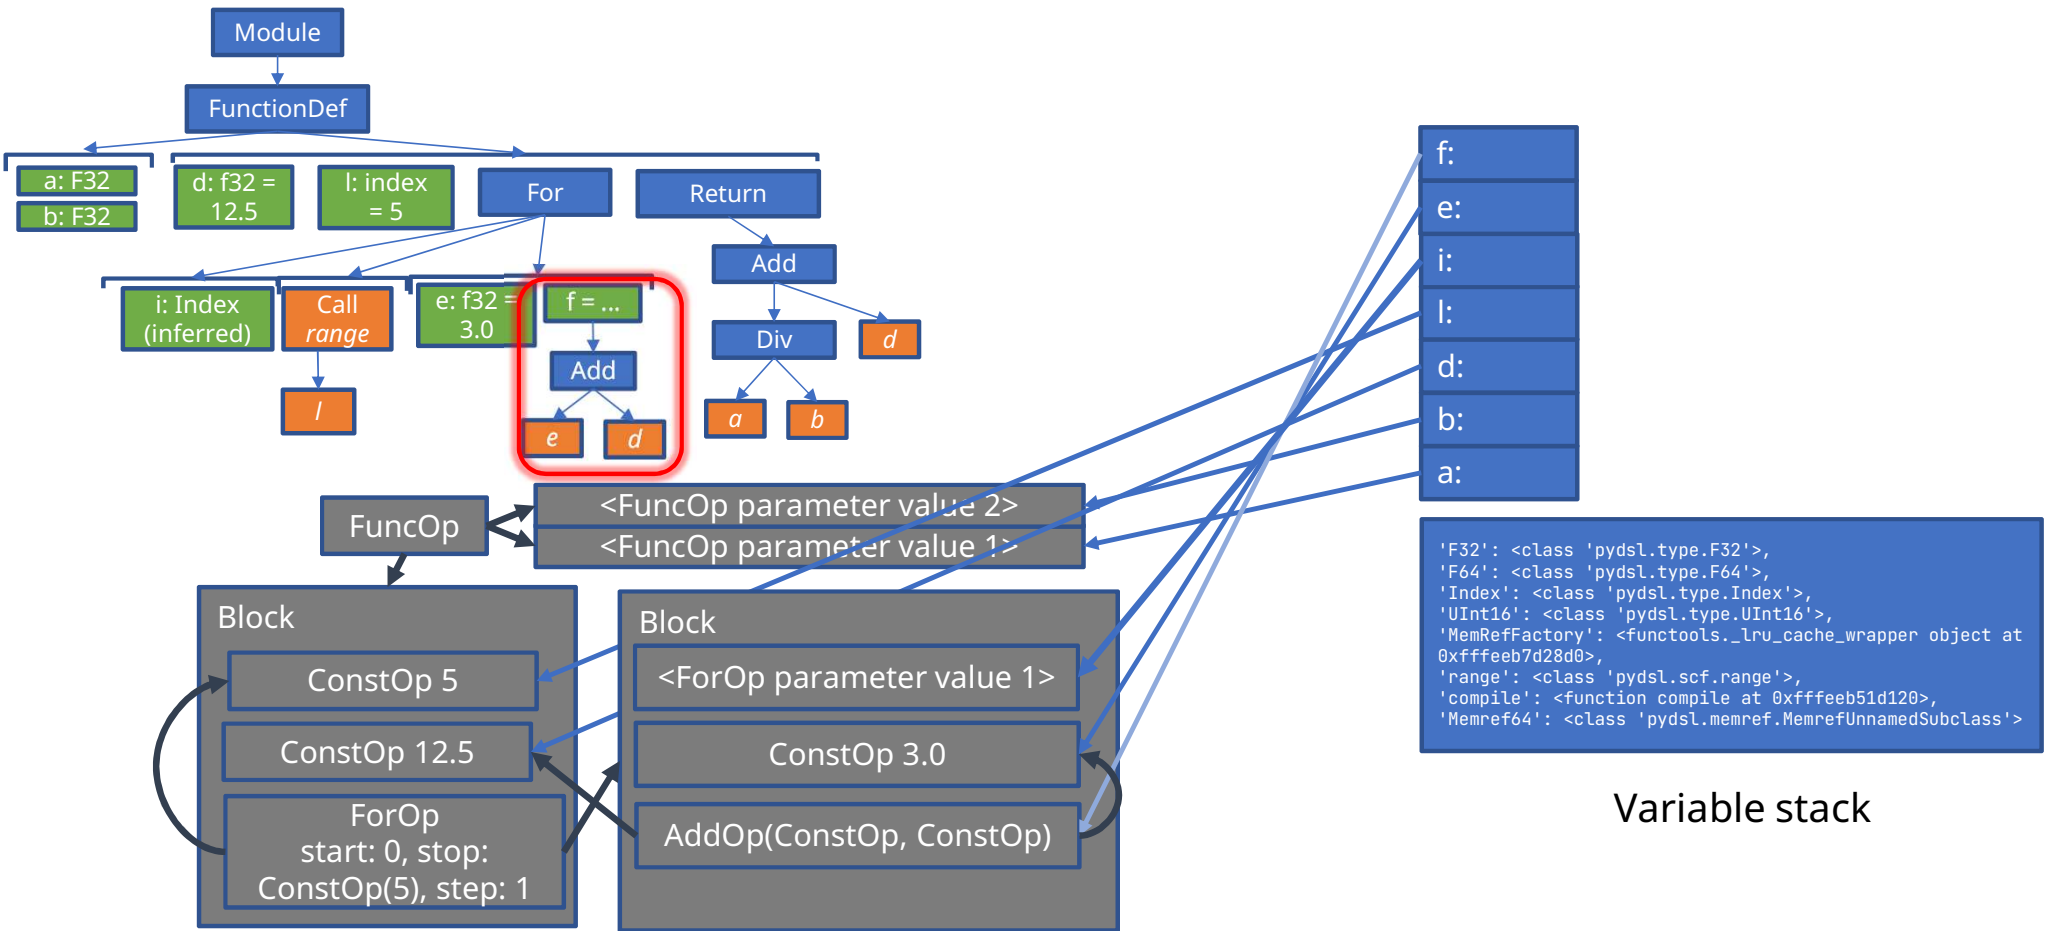 Module
FunctionDef
a: F32
b: F32
d: f32 =
12.5
l: index
= 5
For
Return
i: Index
(inferred)
Call
range
l
e: f32 =
3.0
f = ...
Add
e
d
Add
Div
d
a
b
f:
e:
i:
l:
d:
b:
a:
FuncOp
<FuncOp parameter value 2>
<FuncOp parameter value 1>
Block
ConstOp 5
ConstOp 12.5
ForOp
start: 0, stop:
ConstOp(5), step: 1
Block
<ForOp parameter value 1>
ConstOp 3.0
AddOp(ConstOp, ConstOp)
'F32': <class 'pydsl.type.F32'>,
'F64': <class 'pydsl.type.F64'>,
'Index': <class 'pydsl.type.Index'>,
'UInt16': <class 'pydsl.type.UInt16'>,
'MemRefFactory': <functools._lru_cache_wrapper object at
0xfffeeb7d28d0>,
'range': <class 'pydsl.scf.range'>,
'compile': <function compile at 0xfffeeb51d120>,
'Memref64': <class 'pydsl.memref.MemrefUnnamedSubclass'>
Variable stack